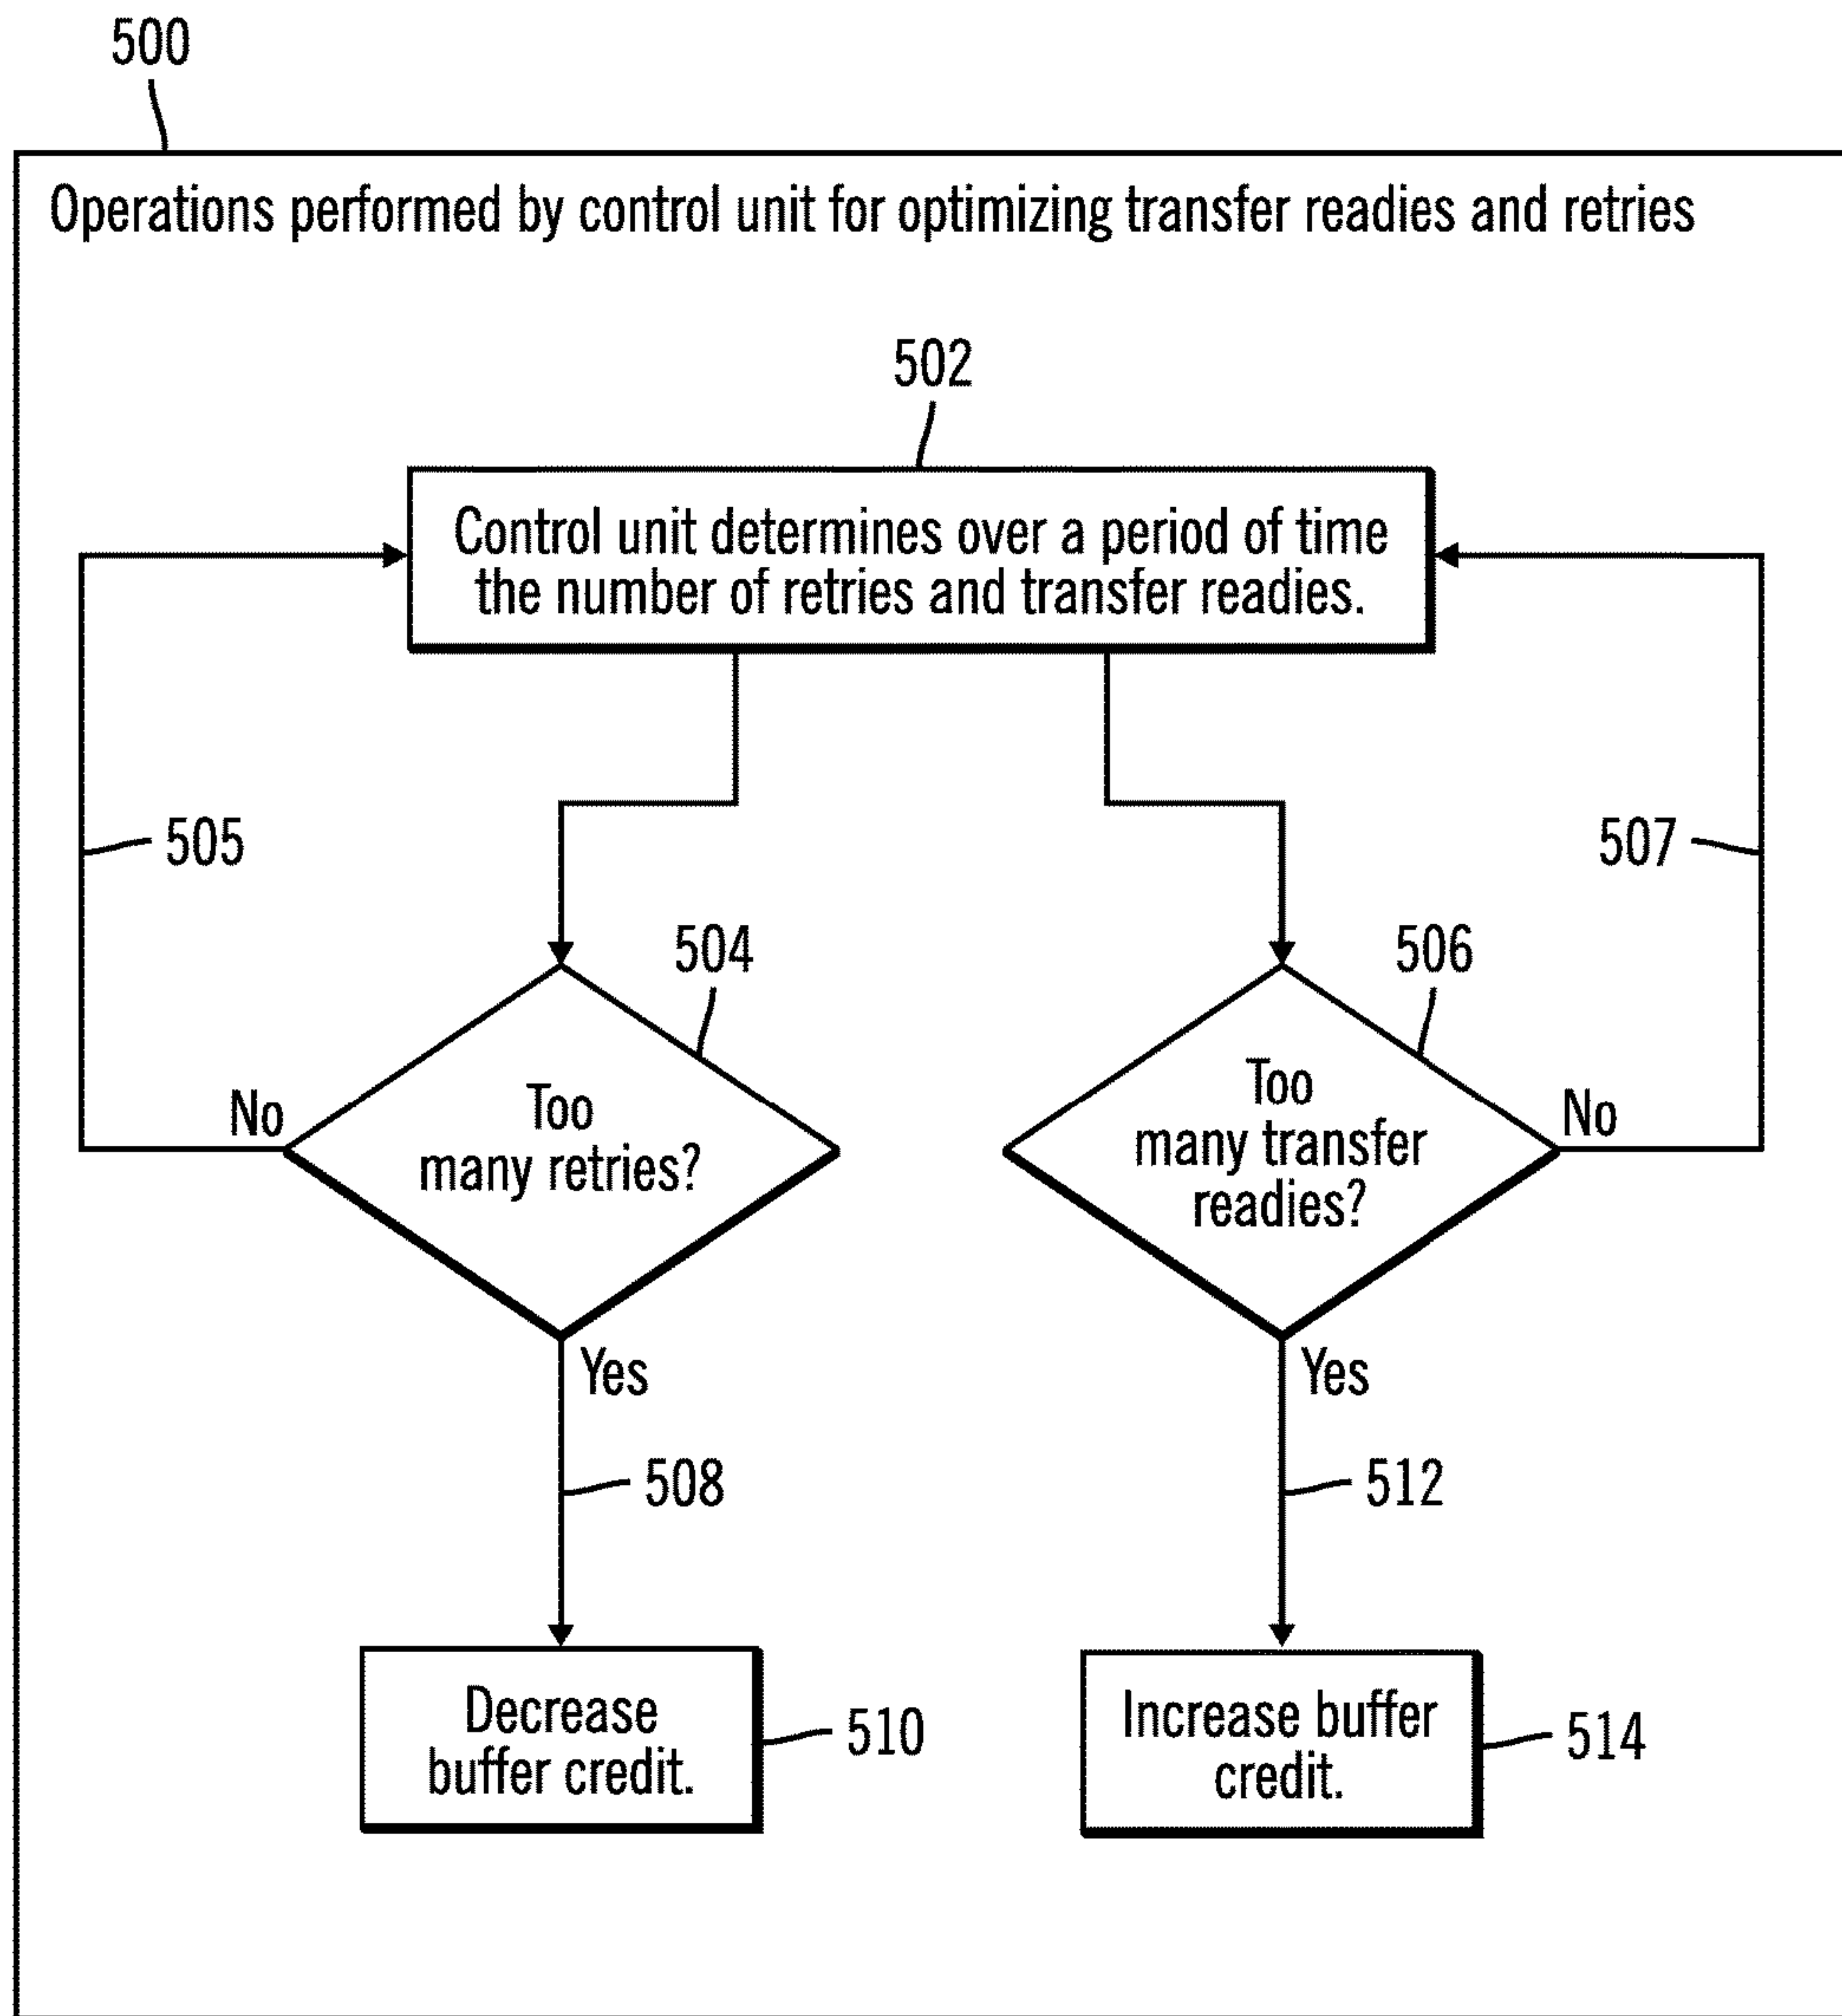 500
Operations performed by control unit for optimizing transfer readies and retries
502
Control unit determines over a period of time
the number of retries and transfer readies.
505
507
504
506
No
Too
many retries?
Too
many transfer
readies?
No
Yes
Yes
508
512
Decrease
buffer credit.
510
Increase buffer
credit.
514